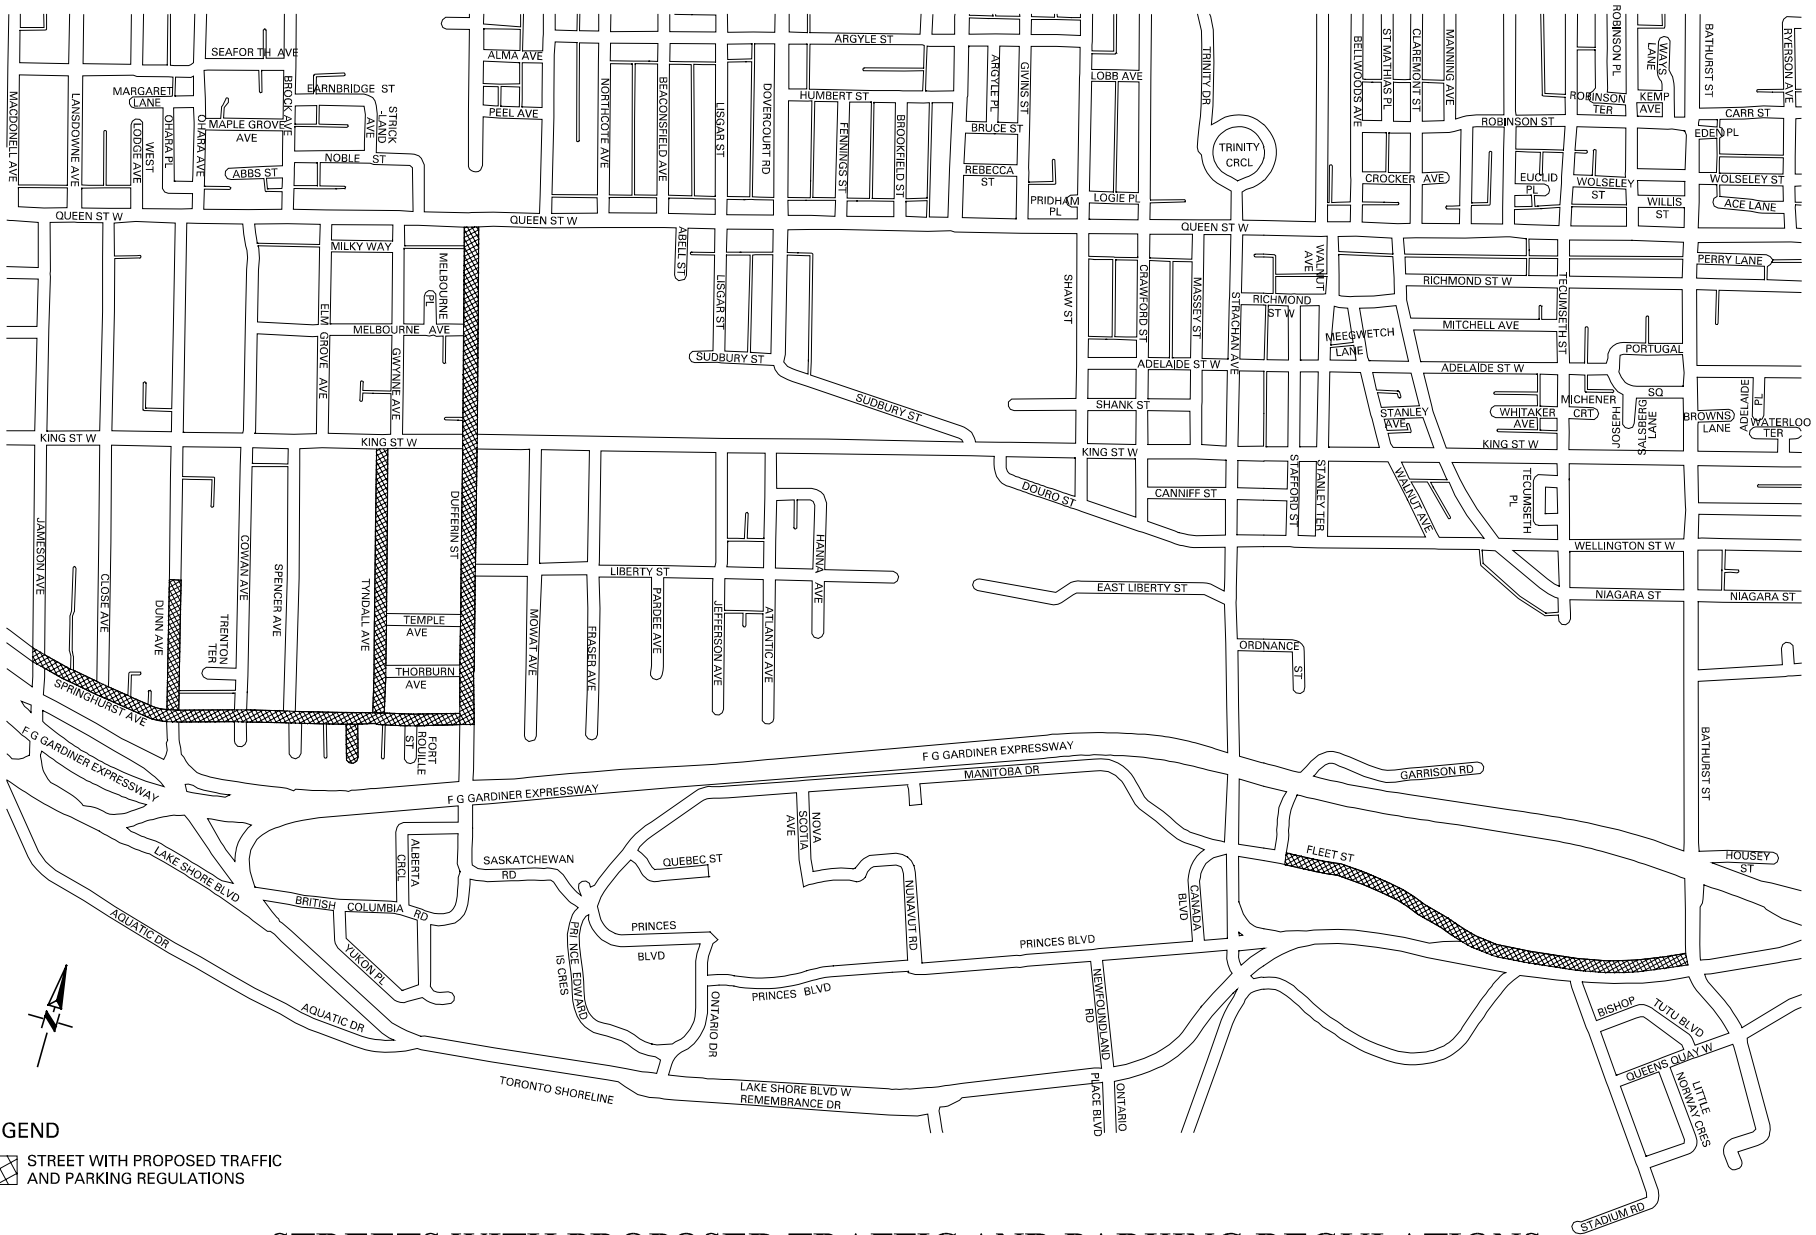 SEAFOR TH AVE
MARGARET
LANE
MACDONELL AVE
LANSDOWNE AVE
LODGE AVE
WEST
OHARA PL
OHARA AVE
MAPLE GROVE
AVE
BROCK AVE
EARNBRIDGE ST
STRICK
-LAND
AVE
ABBS ST
NOBLE ST
ALMA AVE
PEEL AVE
NORTHCOTE AVE
BEACONSFIELD AVE
LISGAR ST
DOVERCOURT RD
ARGYLE ST
HUMBERT ST
FENNINGS ST
BROOKFIELD ST
ARGYLE PL
GIVINS ST
BRUCE ST
REBECCA
ST
LOBB AVE
PRIDHAM
PL
LOGIE PL
TRINITY DR
TRINITY
CRCL
BELLWOODS AVE
ST MATHIAS PL
CLAREMONT ST
MANNING AVE
CROCKER AVE
ROBINSON ST
EUCLID
PL
ROBINSON PL
ROBINSON
TER
WAYS
LANE
KEMP
AVE
WOLSELEY
ST
WILLIS
ST
BATHURST ST
CARR ST
EDEN PL
WOLSELEY ST
ACE LANE
RYERSON AVE
QUEEN ST W
QUEEN ST W
QUEEN ST W
MILKY WAY
MELBOURNE
PL
MELBOURNE AVE
ELM GROVE AVE
GWYNNE AVE
ABELL ST
LISGAR ST
SUDBURY ST
SUDBURY ST
SHAW ST
CRAWFORD ST
MASSEY ST
STRACHAN AVE
WALNUT
AVE
RICHMOND
ST W
RICHMOND ST W
PERRY LANE
TECUMSETH ST
MITCHELL AVE
MEEGWETCH
LANE
PORTUGAL
SQ
ADELAIDE ST W
ADELAIDE ST W
SHANK ST
STANLEY
AVE
WHITAKER
AVE
MICHENER
CRT
JOSEPH
SALSBERG
LANE
BROWNS
LANE
ADELAIDE
PL
WATERLOO
TER
KING ST W
KING ST W
KING ST W
KING ST W
DOURO ST
CANNIFF ST
STAFFORD ST
STANLEY TER
WALNUT AVE
TECUMSETH
PL
WELLINGTON ST W
NIAGARA ST
NIAGARA ST
JAMESON AVE
CLOSE AVE
DUNN AVE
COWAN AVE
TRENTON
TER
SPENCER AVE
TYNDALL AVE
DUFFERIN ST
TEMPLE
AVE
THORBURN
AVE
LIBERTY ST
MOWAT AVE
FRASER AVE
PARDEE AVE
JEFFERSON AVE
ATLANTIC AVE
HANNA AVE
EAST LIBERTY ST
ORDNANCE
ST
SPRINGHURST AVE
FORT
ROUILLE
ST
BATHURST ST
F G GARDINER EXPRESSWAY
F G GARDINER EXPRESSWAY
F G GARDINER EXPRESSWAY
MANITOBA DR
GARRISON RD
NOVA
SCOTIA
AVE
LAKE SHORE BLVD
ALBERTA
CRCL
SASKATCHEWAN
RD
QUEBEC ST
FLEET ST
HOUSEY
ST
BRITISH COLUMBIA RD
YUKON PL
AQUATIC DR
AQUATIC DR
PRI NCE EDWARD
IS CRES
PRINCES
BLVD
NUNAVUT RD
CANADA
BLVD
PRINCES BLVD
PRINCES BLVD
ONTARIO DR
NEWFOUNDLAND
RD
BISHOP
TUTU BLVD
QUEENS QUAY W
LITTLE
NORWAY CRES
N
TORONTO SHORELINE
LAKE SHORE BLVD W
REMEMBRANCE DR
ONTARIO
PLACE BLVD
STADIUM RD
GEND
STREET WITH PROPOSED TRAFFIC
AND PARKING REGULATIONS
STREETS WITH PROPOSED TRAFFIC AND PARKING REGULATIONS